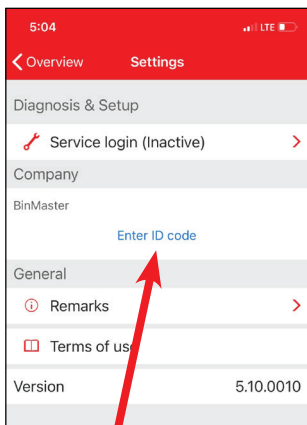 5:04 LTE
Overview Settings
Diagnosis & Setup
Service login (Inactive)
Company
BinMaster
Enter ID code
General
Remarks
Terms of use
Version 5.10.0010